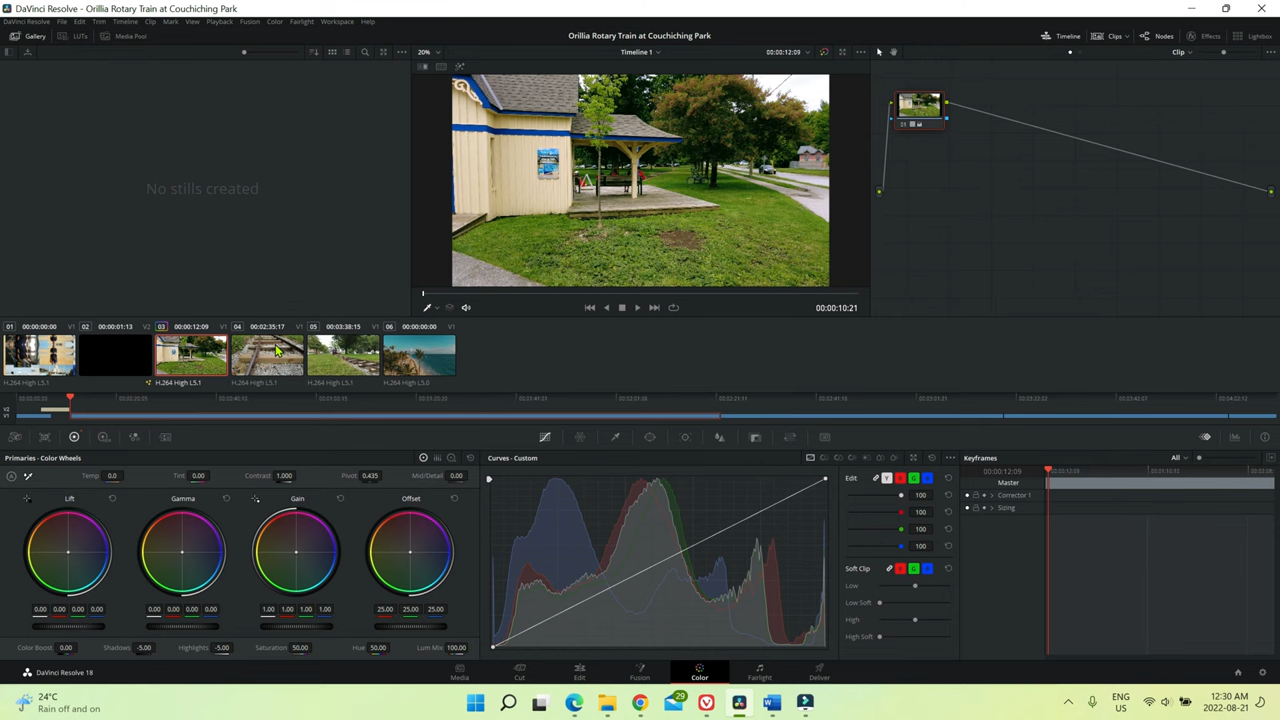 DaVinci Resolve - Orillia Rotary Train at Couchiching Park
DaVinci Resolve File Edit Trim Timeline Clip Mark View Playback Fusion Color Fairlight Workspace Help
Gallery LUTs Media Pool Orillia Rotary Train at Couchiching Park Timeline Clips Nodes Effects Lightbox
20% Timeline 1 00:00:12:09 Clip
No stills created
01
00:00:10:21
01 00:00:00:00 V1 02 00:00:01:13 V2 03 00:00:12:09 V1 04 00:02:35:17 V1 05 00:03:38:15 V1 06 00:00:00:00 V1
H.264 High L5.1 H.264 High L5.1 H.264 High L5.1 H.264 High L5.1 H.264 High L5.0
V2
V1
Primaries - Color Wheels Curves - Custom Keyframes All
Temp 0.0 Tint 0.00 Contrast 1.000 Pivot 0.435 Mid/Detail 0.00
00:00:12:09
Master
Corrector 1
Sizing
Lift Gamma Gain Offset
0.00 0.00 0.00 0.00 0.00 0.00 0.00 0.00 1.00 1.00 1.00 1.00 25.00 25.00 25.00
Color Boost 0.00 Shadows -5.00 Highlights -5.00 Saturation 50.00 Hue 50.00 Lum Mix 100.00
Edit Y
100
100
100
100
Soft Clip
Low
Low Soft
High
High Soft
DaVinci Resolve 18 Media Cut Edit Fusion Color Fairlight Deliver
24°C
Rain off and on
29
ENG
US
12:30 AM
2022-08-21